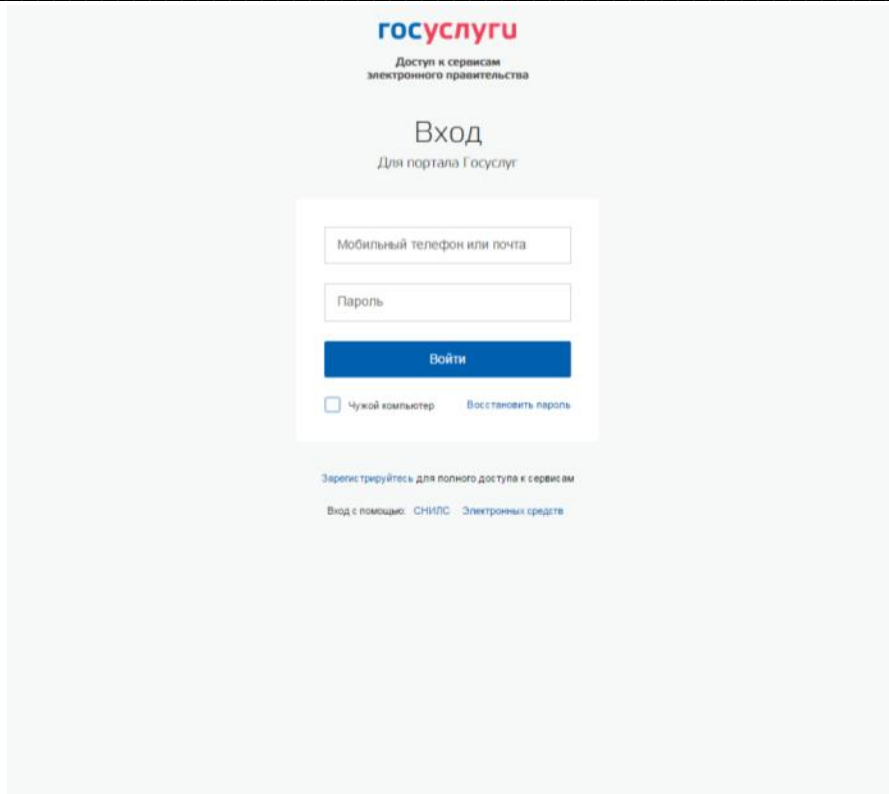 госуслуги
Доступ к сервисам
электронного правительства
Вход
Для портала Госуслуг
Мобильный телефон или почта
Пароль
Войти
Чужой компьютер Восстановить пароль
Зарегистрируйтесь для полного доступа к сервисам
Вход с помощью: СНИЛС Электронных средств